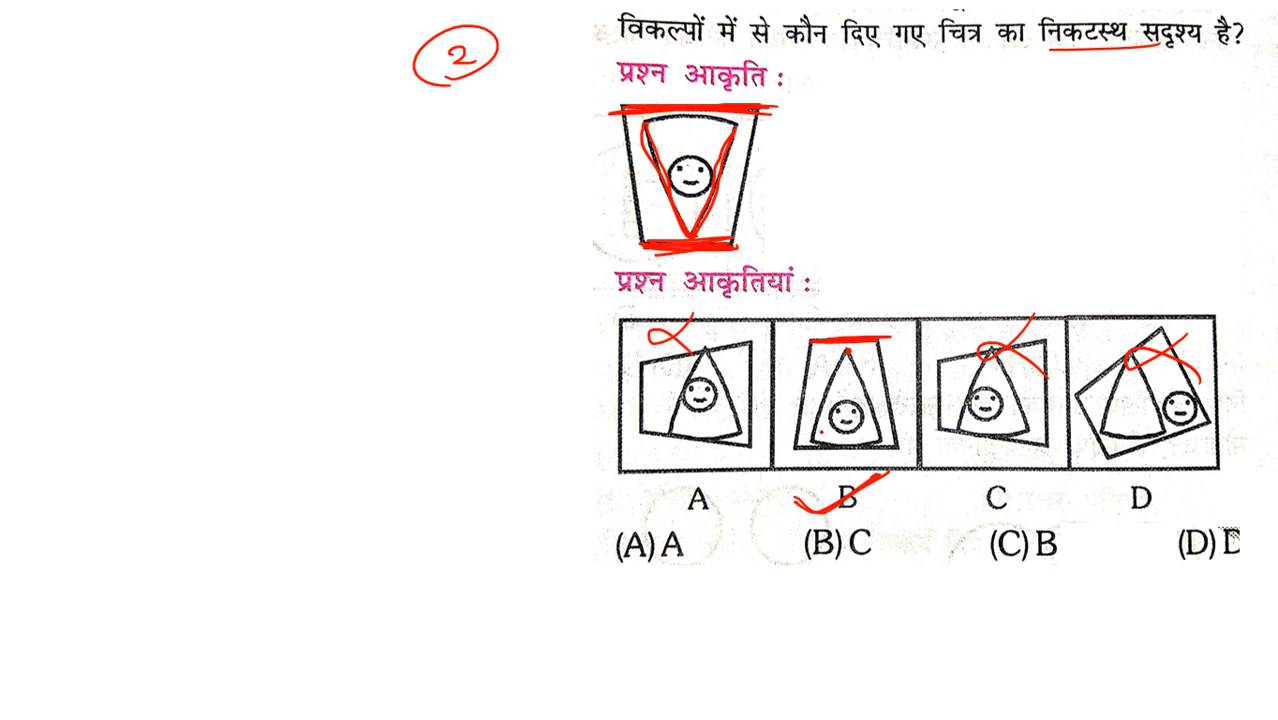 2
विकल्पों में से कौन दिए गए चित्र का निकटस्थ सदृश्य है?
प्रश्न आकृति :
प्रश्न आकृतियां :
A B C D
(A) A (B) C (C) B (D)